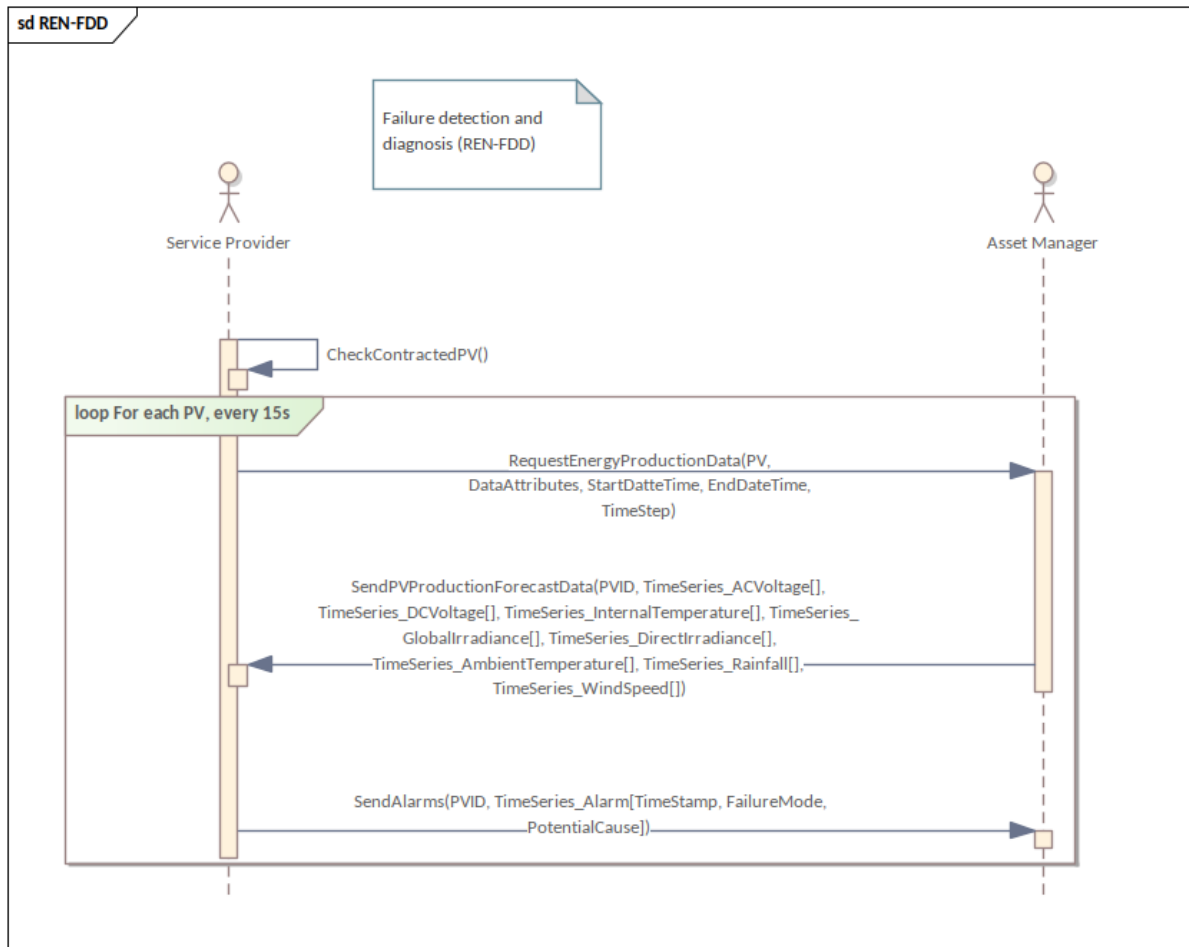 sd REN-FDD
Failure detection and
diagnosis (REN-FDD)
Service Provider
Asset Manager
CheckContractedPV()
loop For each PV, every 15s
RequestEnergyProductionData(PV,
DataAttributes, StartDatteTime, EndDateTime,
TimeStep)
SendPVProductionForecastData(PVID, TimeSeries_ACVoltage[],
TimeSeries_DCVoltage[], TimeSeries_InternalTemperature[], TimeSeries_
GlobalIrradiance[], TimeSeries_DirectIrradiance[],
TimeSeries_AmbientTemperature[], TimeSeries_Rainfall[],
TimeSeries_WindSpeed[])
SendAlarms(PVID, TimeSeries_Alarm[TimeStamp, FailureMode,
PotentialCause])